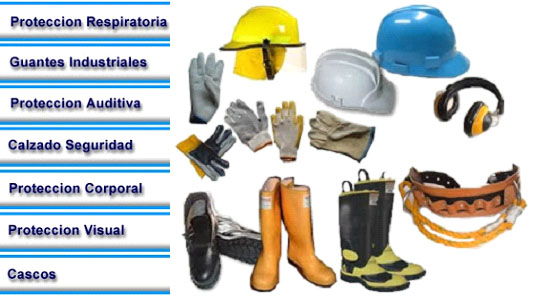 Proteccion Respiratoria
Guantes Industriales
Proteccion Auditiva
Calzado Seguridad
Proteccion Corporal
Proteccion Visual
Cascos